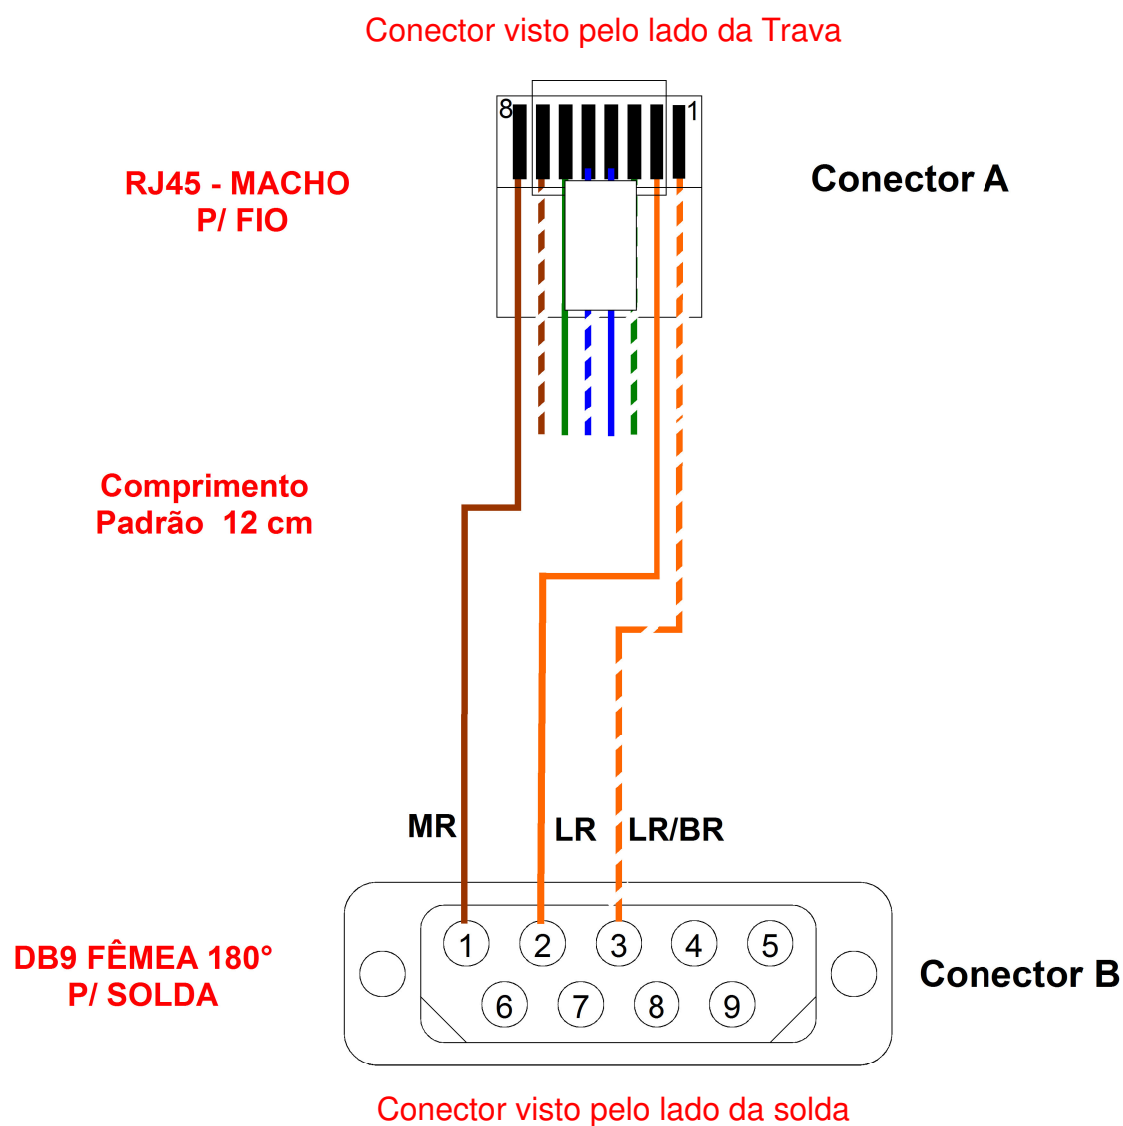 Conector visto pelo lado da Trava
8
1
RJ45 - MACHO
P/ FIO
Conector A
Comprimento
Padrão 12 cm
MR
LR
LR/BR
1
2
3
4
5
DB9 FÊMEA 180°
P/ SOLDA
6
7
8
9
Conector B
Conector visto pelo lado da solda